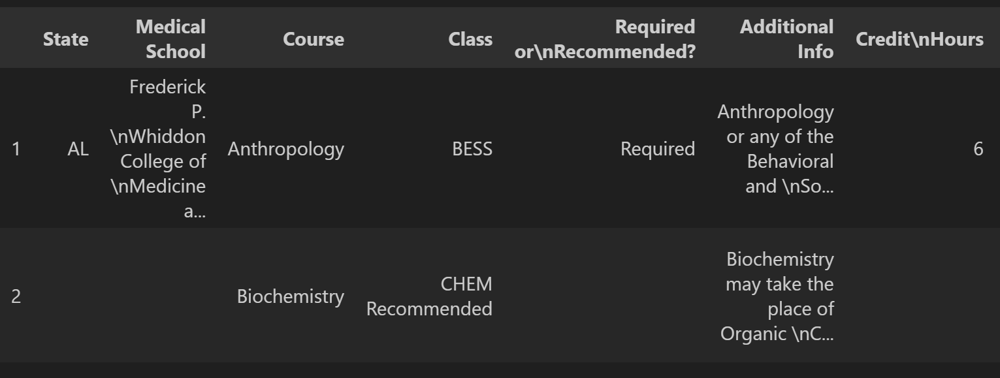 State Medical School Course Class Required or\nRecommended? Additional Info Credit\nHours
1 AL Frederick P. \nWhiddon College of \nMedicine a... Anthropology BESS Required Anthropology or any of the Behavioral and \nSo... 6
2 Biochemistry CHEM Recommended Biochemistry may take the place of Organic \nC...